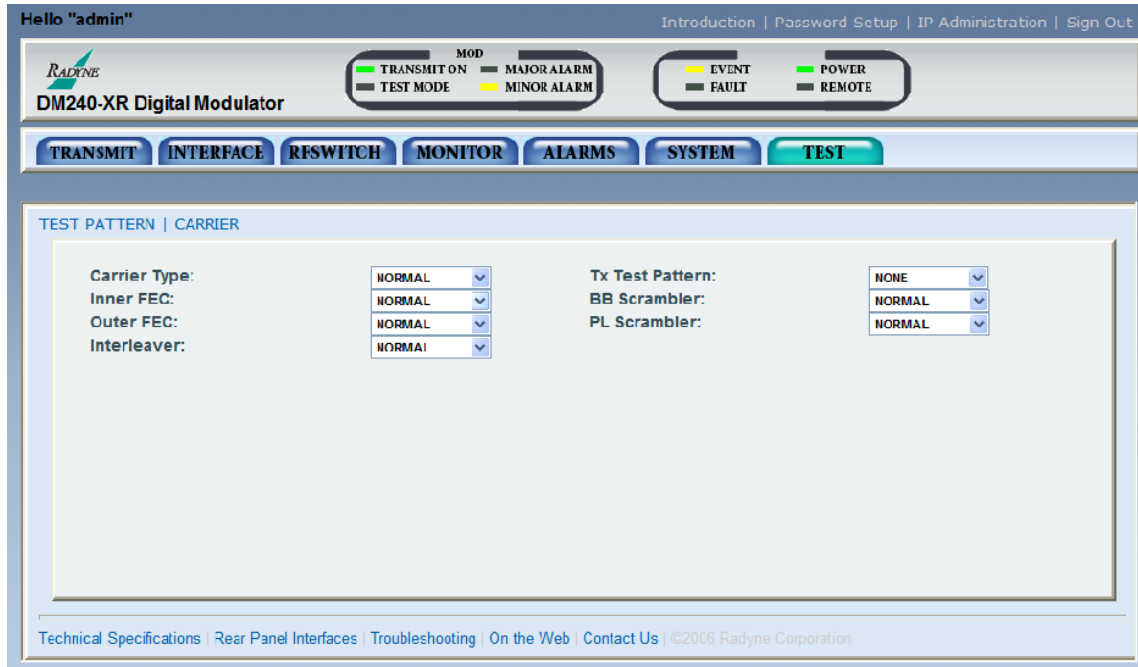 Hello "admin"
Introduction | Password Setup | IP Administration | Sign Out
RADYNE
DM240-XR Digital Modulator
MOD
TRANSMIT ON MAJOR ALARM
TEST MODE MINOR ALARM
EVENT POWER
FAULT REMOTE
TRANSMIT INTERFACE RFSWITCH MONITOR ALARMS SYSTEM TEST
TEST PATTERN | CARRIER
Carrier Type: NORMAL Tx Test Pattern: NONE
Inner FEC: NORMAL BB Scrambler: NORMAL
Outer FEC: NORMAL PL Scrambler: NORMAL
Interleaver: NORMAL
Technical Specifications | Rear Panel Interfaces | Troubleshooting | On the Web | Contact Us | ©2006 Radyne Corporation